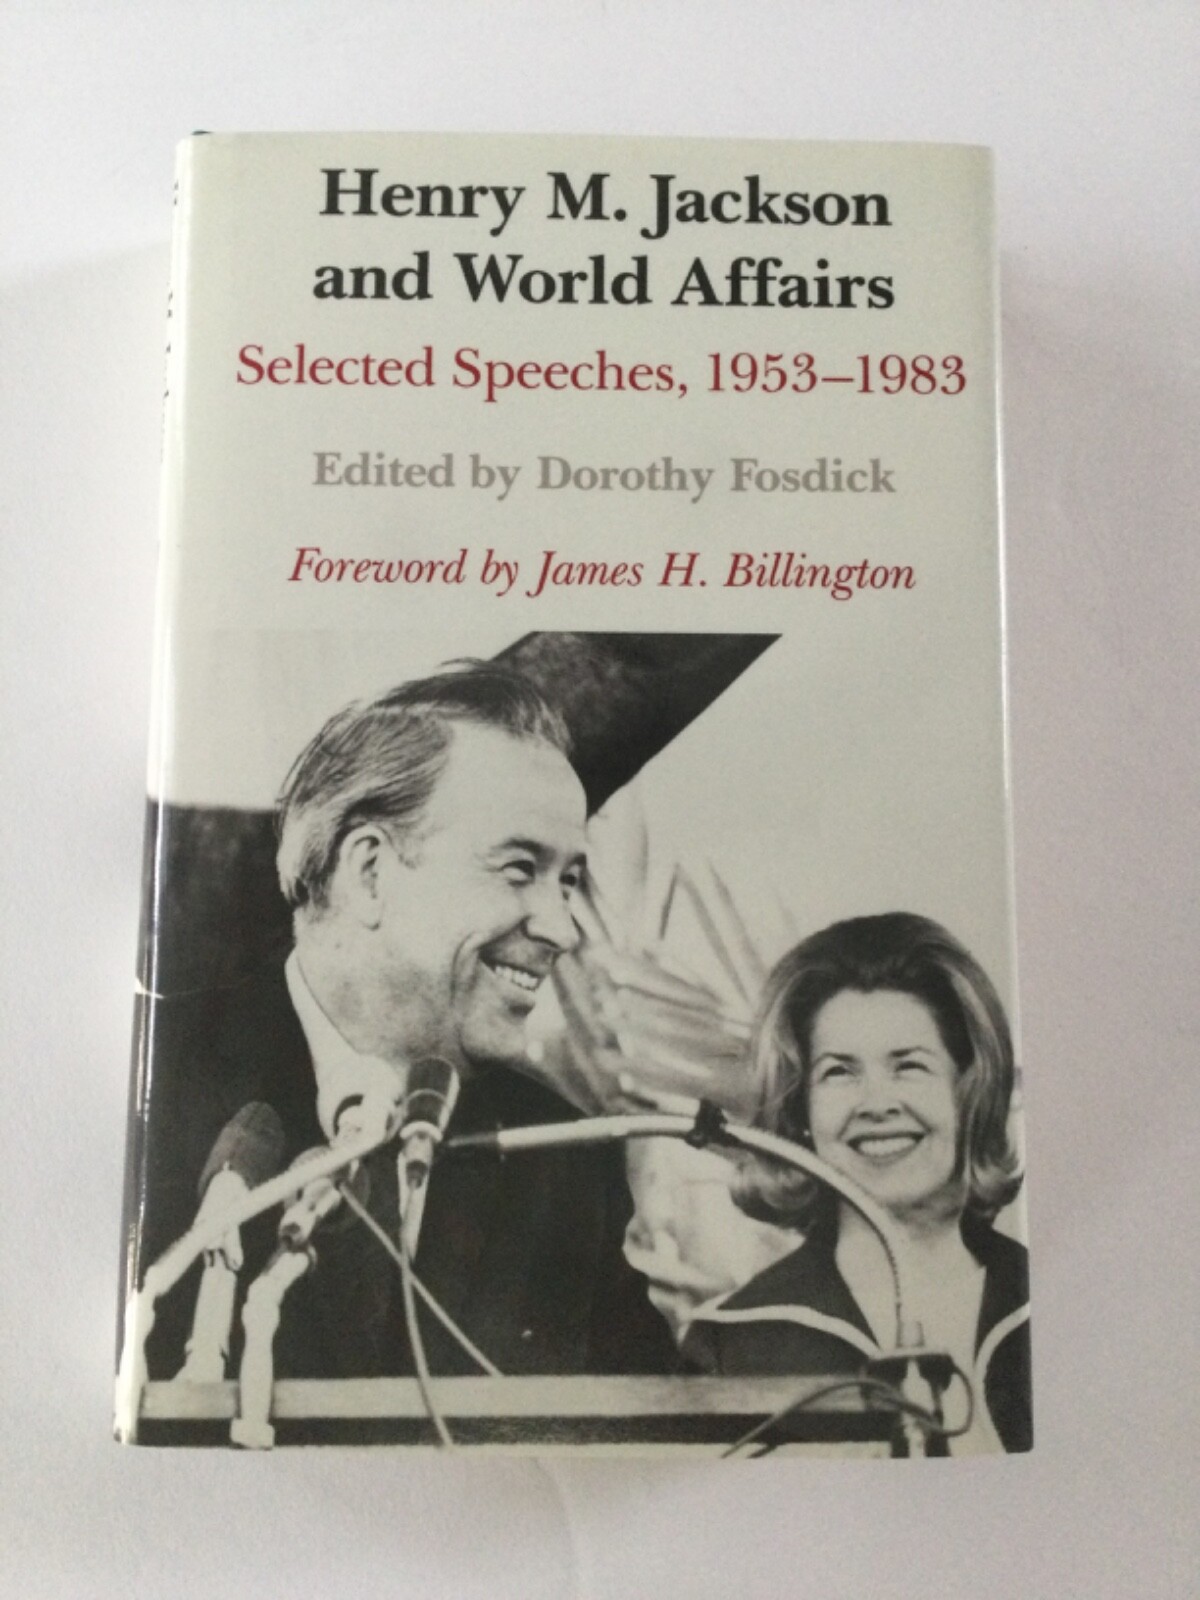 Henry M. Jackson
and World Affairs
Selected Speeches, 1953–1983
Edited by Dorothy Fosdick
Foreword by James H. Billington